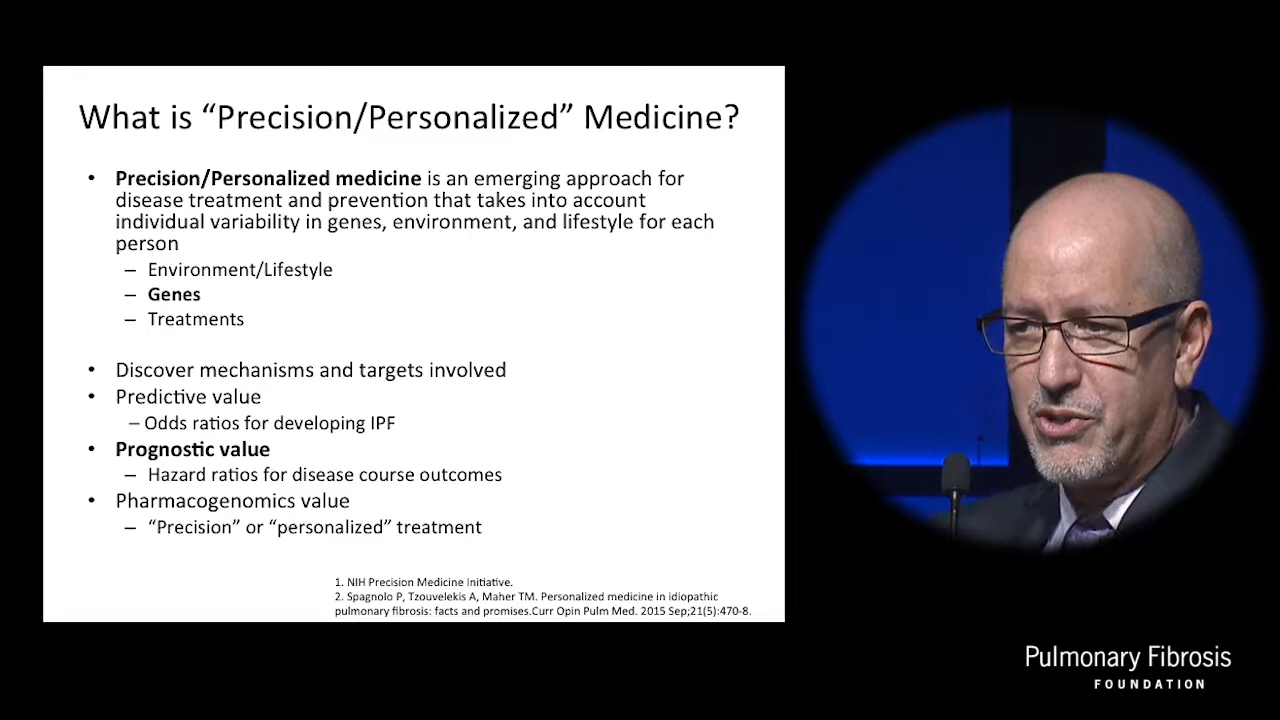 What is “Precision/Personalized” Medicine?
• Precision/Personalized medicine is an emerging approach for
disease treatment and prevention that takes into account
individual variability in genes, environment, and lifestyle for each
person
– Environment/Lifestyle
– Genes
– Treatments
• Discover mechanisms and targets involved
• Predictive value
– Odds ratios for developing IPF
• Prognostic value
– Hazard ratios for disease course outcomes
• Pharmacogenomics value
– “Precision” or “personalized” treatment
1. NIH Precision Medicine Initiative.
2. Spagnolo P, Tzouvelekis A, Maher TM. Personalized medicine in idiopathic
pulmonary fibrosis: facts and promises.Curr Opin Pulm Med. 2015 Sep;21(5):470-8.
Pulmonary Fibrosis
FOUNDATION